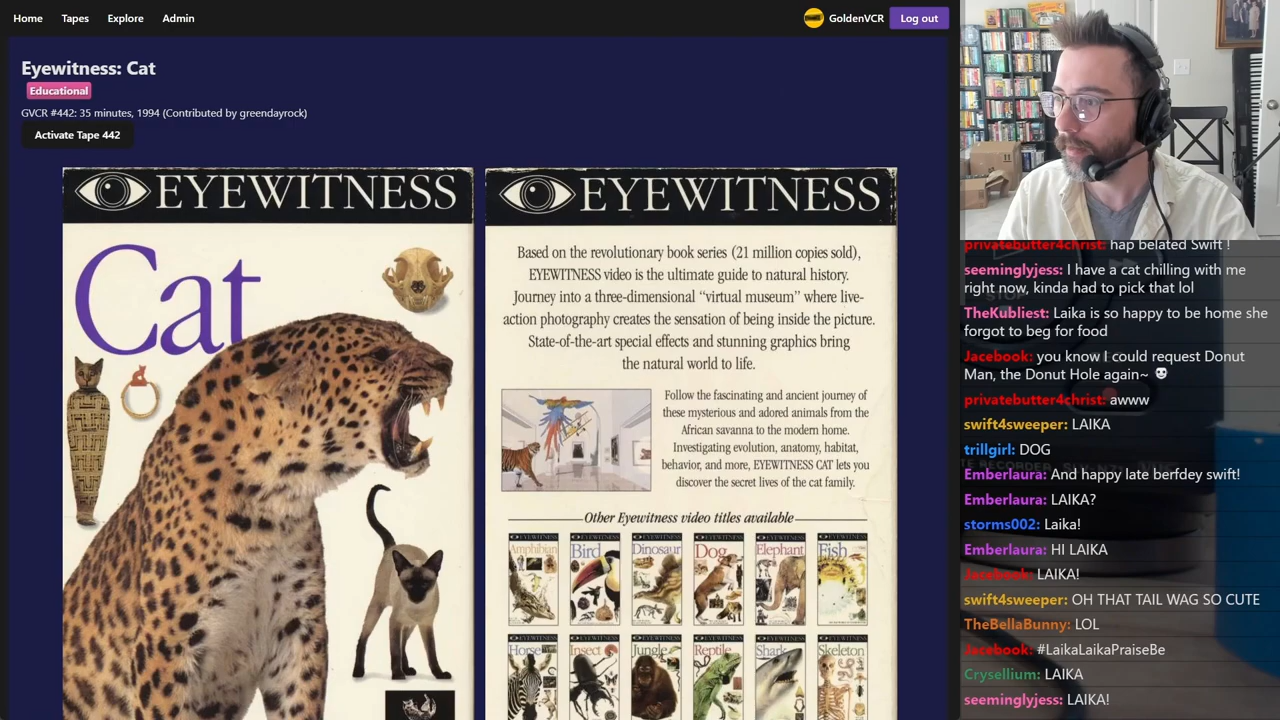 Home
Tapes
Explore
Admin
GoldenVCR
Log out
Eyewitness: Cat
Educational
GVCR #442: 35 minutes, 1994 (Contributed by greendayrock)
Activate Tape 442
EYEWITNESS
Cat
EYEWITNESS
Based on the revolutionary book series (21 million copies sold),
EYEWITNESS video is the ultimate guide to natural history.
Journey into a three-dimensional “virtual museum” where live-
action photography creates the sensation of being inside the picture.
State-of-the-art special effects and stunning graphics bring
the natural world to life.
Follow the fascinating and ancient journey of
these mysterious and adored animals from the
African savanna to the modern home.
Investigating evolution, anatomy, habitat,
behavior, and more, EYEWITNESS CAT lets you
discover the secret lives of the cat family.
Other Eyewitness video titles available
Amphibian
Bird
Dinosaur
Dog
Elephant
Fish
Horse
Insect
Jungle
Reptile
Shark
Skeleton
privatebutter4christ: hap belated Swift !
seeminglyjess: I have a cat chilling with me
right now, kinda had to pick that lol
TheKubliest: Laika is so happy to be home she
forgot to beg for food
Jacebook: you know I could request Donut
Man, the Donut Hole again~
privatebutter4christ: awww
swift4sweeper: LAIKA
trillgirl: DOG
Emberlaura: And happy late berfdey swift!
Emberlaura: LAIKA?
storms002: Laika!
Emberlaura: HI LAIKA
Jacebook: LAIKA!
swift4sweeper: OH THAT TAIL WAG SO CUTE
TheBellaBunny: LOL
Jacebook: #LaikaLaikaPraiseBe
Crysellium: LAIKA
seeminglyjess: LAIKA!